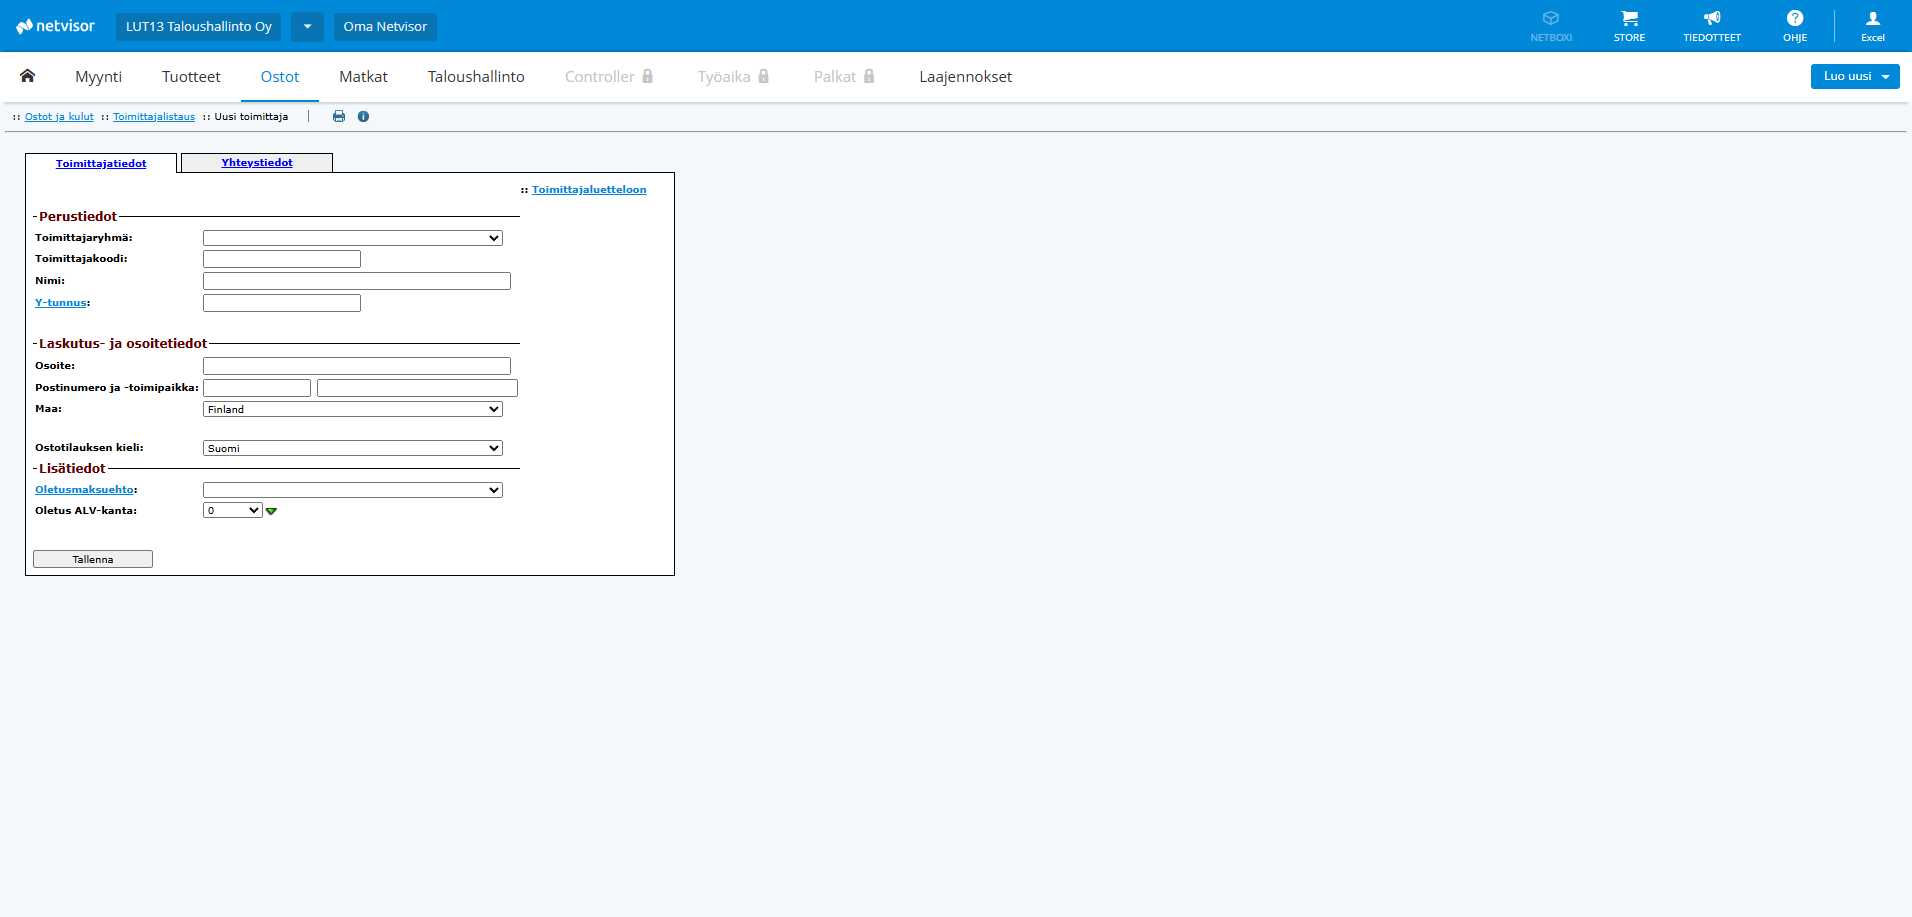 netvisor LUT13 Taloushallinto Oy Oma Netvisor NETBOXI STORE TIEDOTTEET OHJE Excel
Myynti Tuotteet Ostot Matkat Taloushallinto Controller Työaika Palkat Laajennokset Luo uusi
:: Ostot ja kulut :: Toimittajalistaus :: Uusi toimittaja
Toimittajatiedot Yhteystiedot
:: Toimittajaluetteloon
Perustiedot
Toimittajaryhmä:
Toimittajakoodi:
Nimi:
Y-tunnus:
Laskutus- ja osoitetiedot
Osoite:
Postinumero ja -toimipaikka:
Maa: Finland
Ostotilauksen kieli: Suomi
Lisätiedot
Oletusmaksuehto:
Oletus ALV-kanta: 0
Tallenna